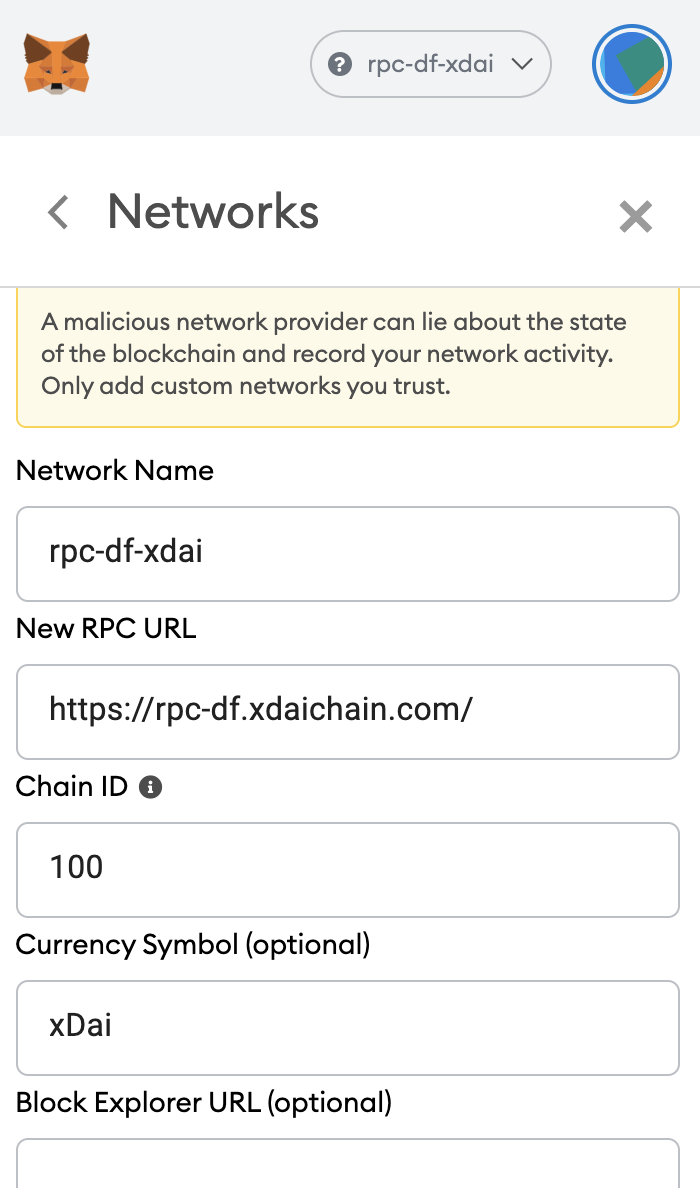 rpc-df-xdai
Networks
A malicious network provider can lie about the state
of the blockchain and record your network activity.
Only add custom networks you trust.
Network Name
rpc-df-xdai
New RPC URL
https://rpc-df.xdaichain.com/
Chain ID
100
Currency Symbol (optional)
xDai
Block Explorer URL (optional)